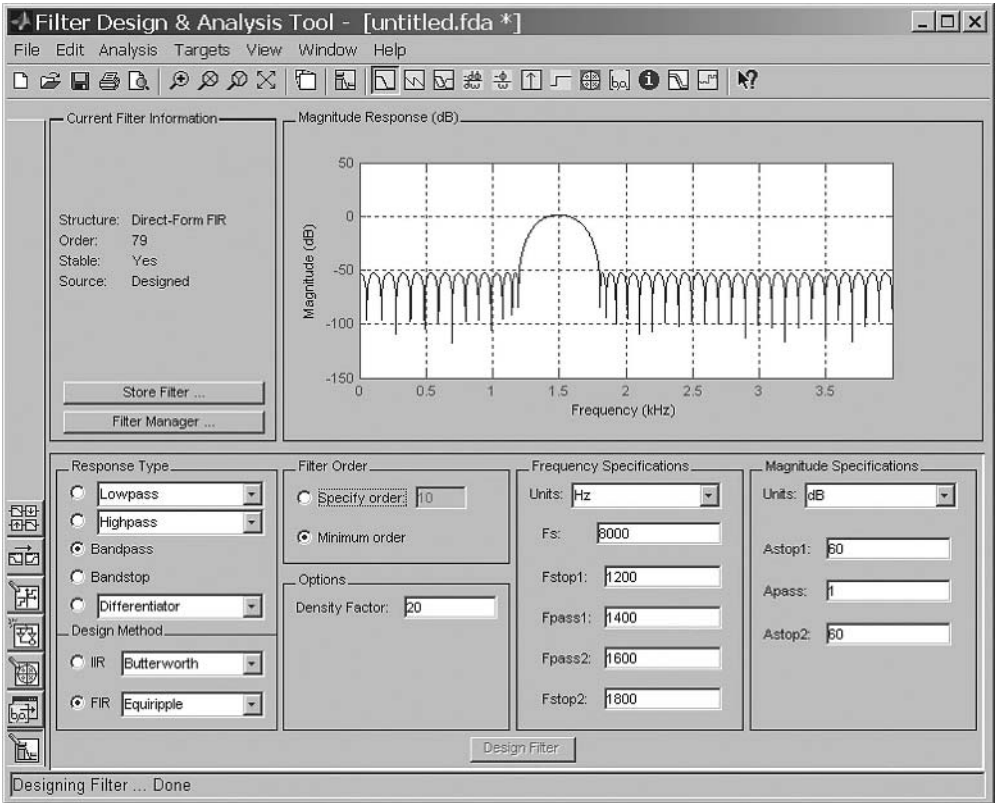 Filter Design & Analysis Tool - [untitled.fda *]
File Edit Analysis Targets View Window Help
Current Filter Information
Structure: Direct-Form FIR
Order: 79
Stable: Yes
Source: Designed
Store Filter ...
Filter Manager ...
Magnitude Response (dB)
Magnitude (dB)
50
0
-50
-100
-150
0 0.5 1 1.5 2 2.5 3 3.5
Frequency (kHz)
Response Type
Lowpass
Highpass
Bandpass
Bandstop
Differentiator
Design Method
IIR Butterworth
FIR Equiripple
Filter Order
Specify order: 10
Minimum order
Options
Density Factor: 20
Frequency Specifications
Units: Hz
Fs: 8000
Fstop1: 1200
Fpass1: 1400
Fpass2: 1600
Fstop2: 1800
Magnitude Specifications
Units: dB
Astop1: 60
Apass: 1
Astop2: 60
Design Filter
Designing Filter ... Done